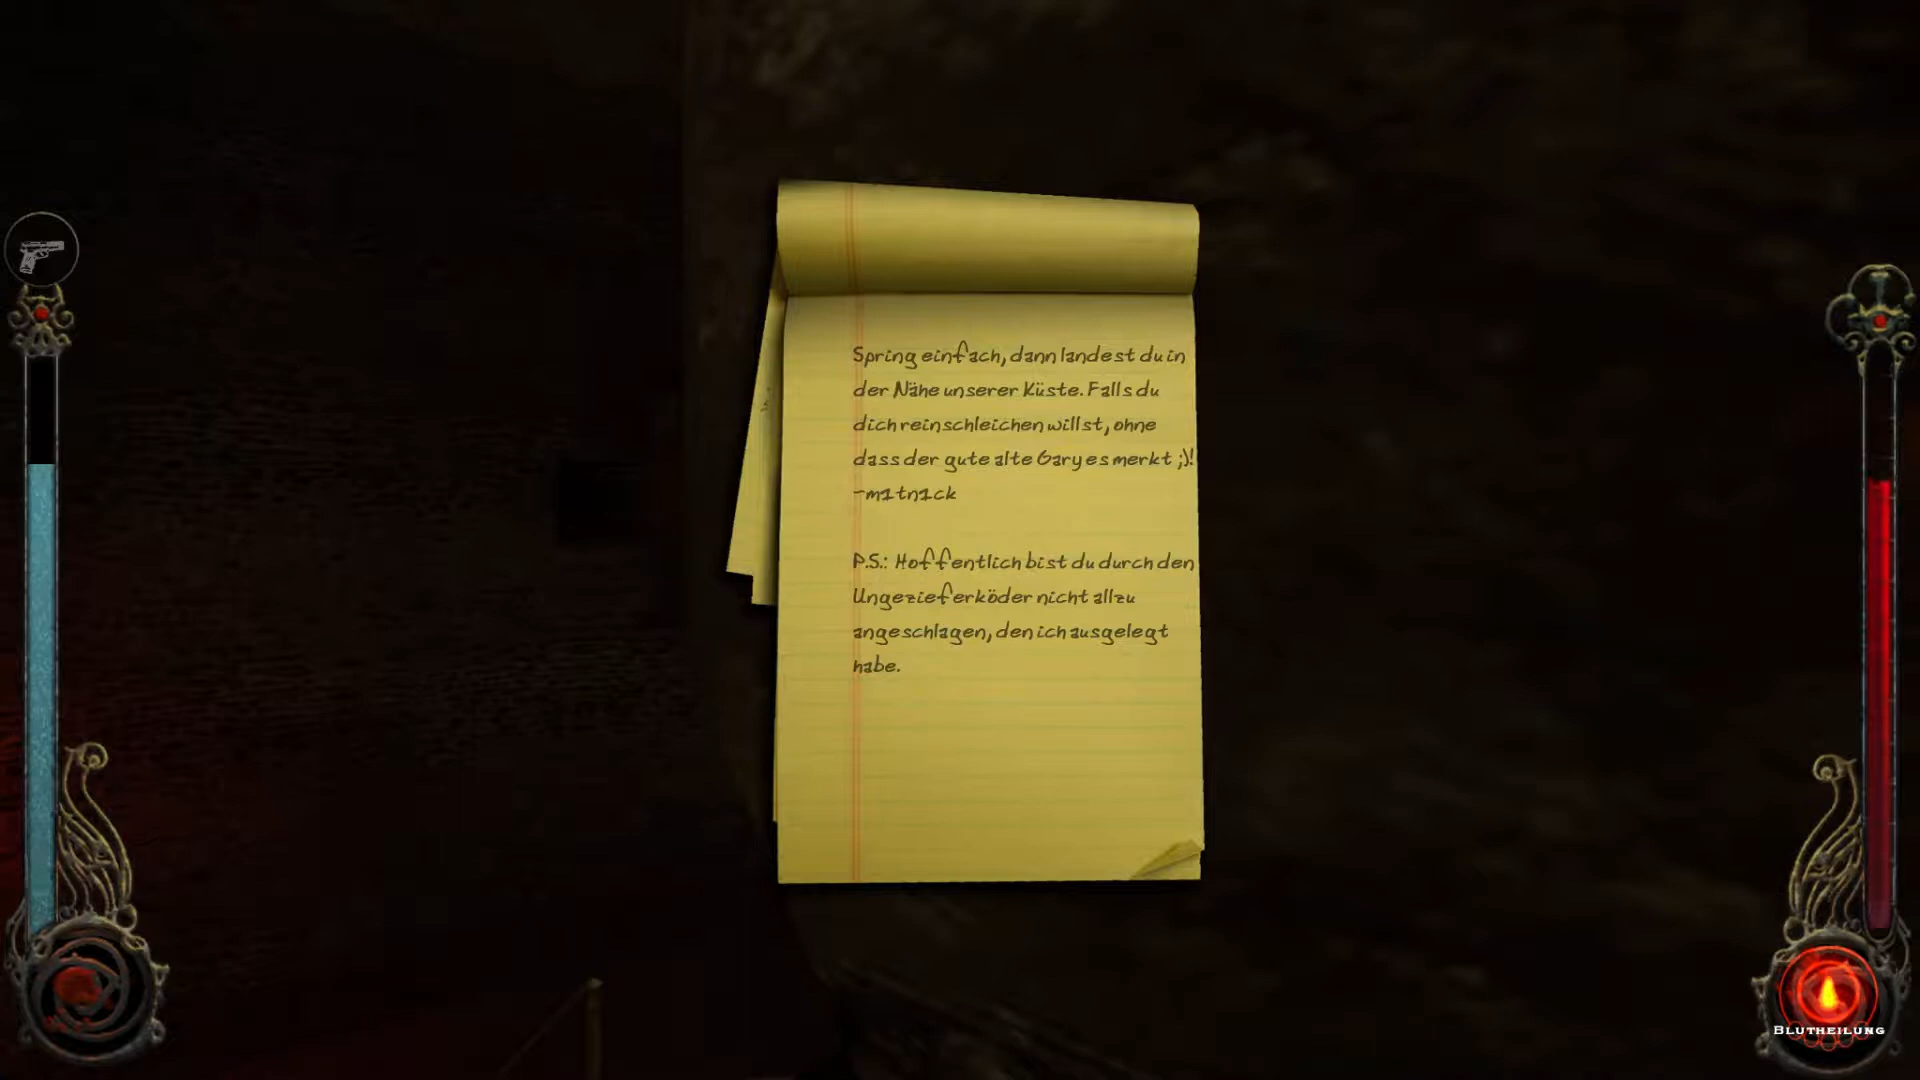 Spring einfach, dann landest du in
der Nähe unserer Küste. Falls du
dich reinschleichen willst, ohne
dass der gute alte Gary es merkt ;)!
-m1tn1ck
P.S.: Hoffentlich bist du durch den
Ungezieferköder nicht allzu
angeschlagen, den ich ausgelegt
habe.
Blutheilung